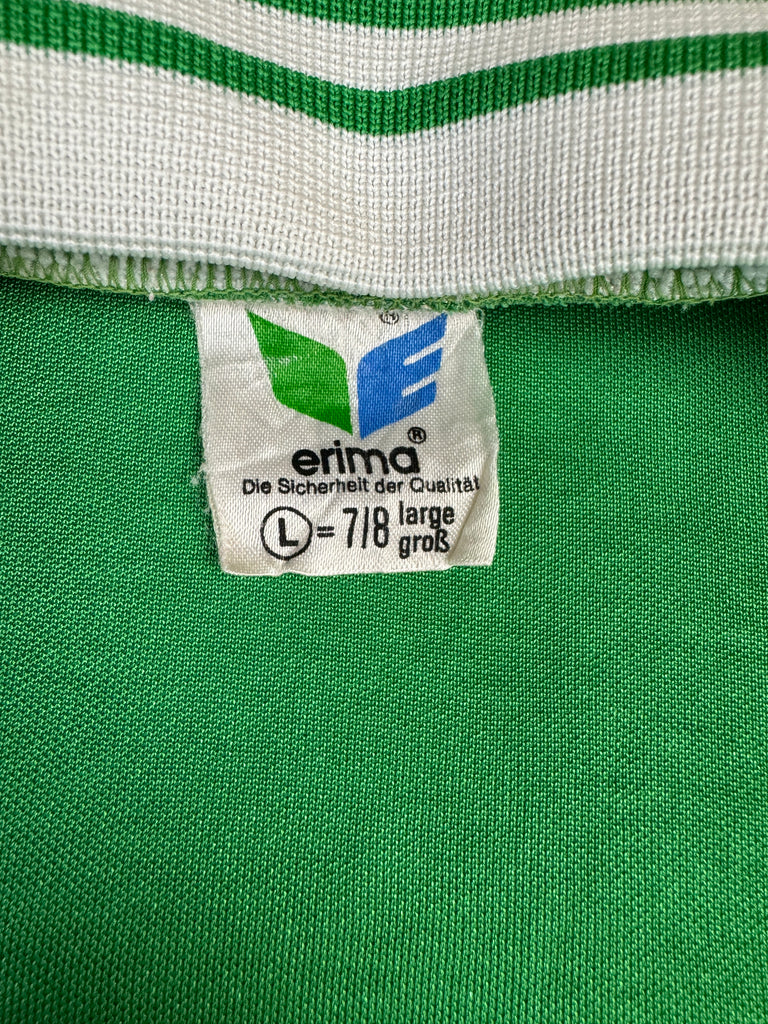 ®
erima®
Die Sicherheit der Qualität
L = 7/8 large
groß